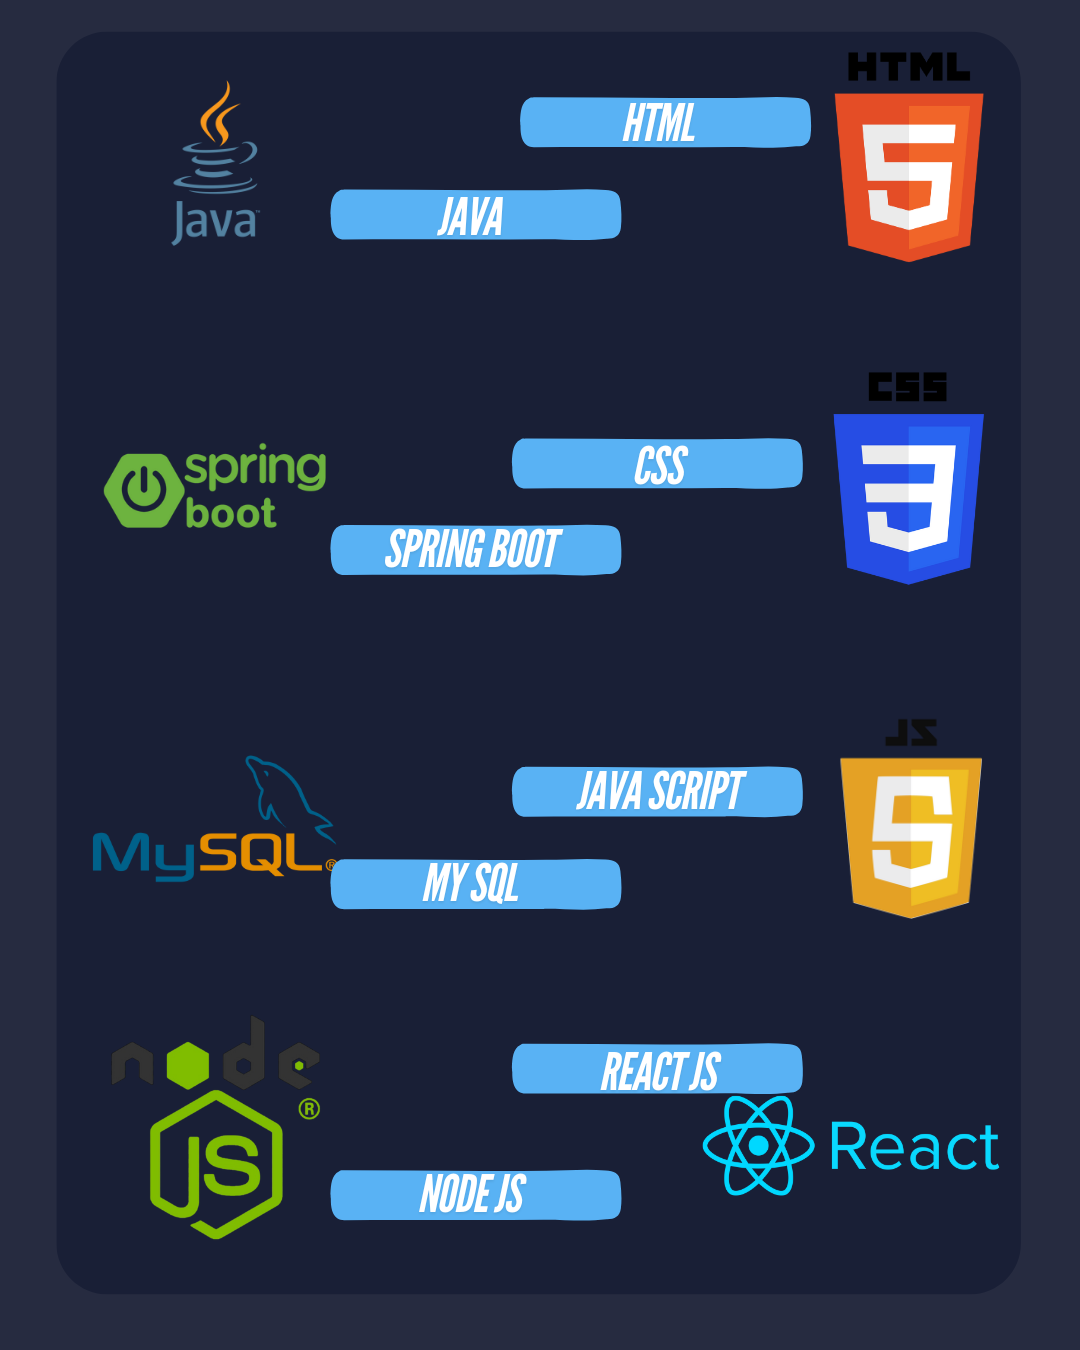 HTML
HTML
Java™
JAVA
CSS
spring
boot
CSS
SPRING BOOT
JS
JAVA SCRIPT
MySQL®
MY SQL
node
JS®
REACT JS
React
NODE JS